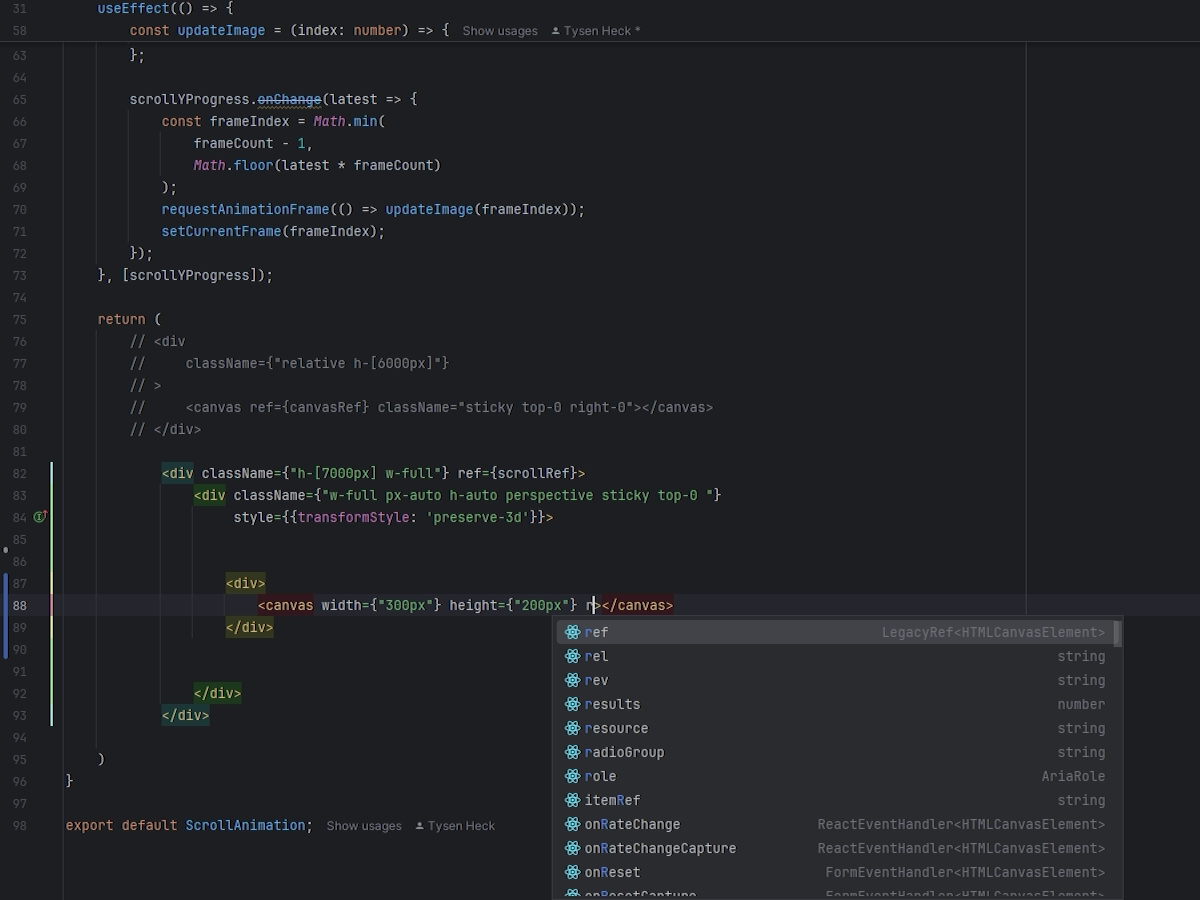 31 useEffect(() => {
58 const updateImage = (index: number) => { Show usages Tysen Heck *
63 };
64
65 scrollYProgress.onChange(latest => {
66 const frameIndex = Math.min(
67 frameCount - 1,
68 Math.floor(latest * frameCount)
69 );
70 requestAnimationFrame(() => updateImage(frameIndex));
71 setCurrentFrame(frameIndex);
72 });
73 }, [scrollYProgress]);
74
75 return (
76 // <div
77 // className={"relative h-[6000px]"}
78 // >
79 // <canvas ref={canvasRef} className="sticky top-0 right-0"></canvas>
80 // </div>
81
82 <div className={"h-[7000px] w-full"} ref={scrollRef}>
83 <div className={"w-full px-auto h-auto perspective sticky top-0 "}
84 style={{transformStyle: 'preserve-3d'}}>
85
86
87 <div>
88 <canvas width={"300px"} height={"200px"} r></canvas>
89 </div>
90
91
92 </div>
93 </div>
94
95 )
96 }
97
98 export default ScrollAnimation; Show usages Tysen Heck
ref LegacyRef<HTMLCanvasElement>
rel string
rev string
results number
resource string
radioGroup string
role AriaRole
itemRef string
onRateChange ReactEventHandler<HTMLCanvasElement>
onRateChangeCapture ReactEventHandler<HTMLCanvasElement>
onReset FormEventHandler<HTMLCanvasElement>
onResetCapture FormEventHandler<HTMLCanvasElement>